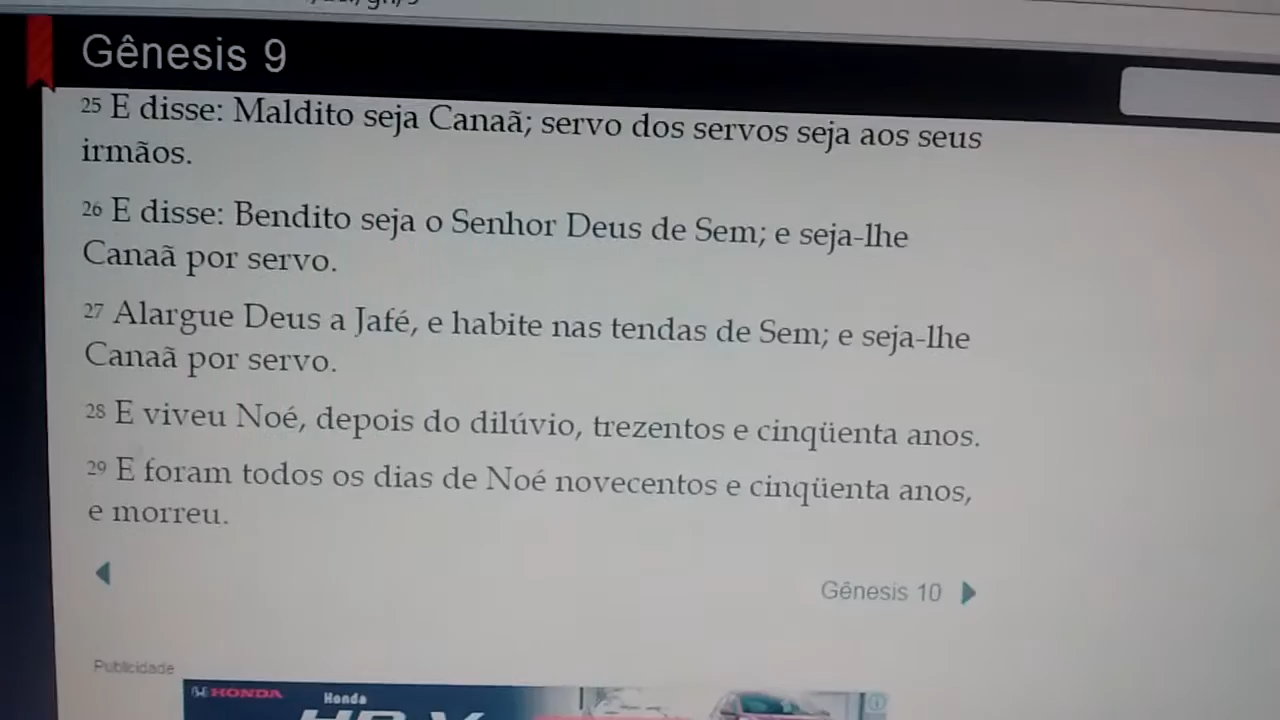 Gênesis 9
25 E disse: Maldito seja Canaã; servo dos servos seja aos seus
irmãos.
26 E disse: Bendito seja o Senhor Deus de Sem; e seja-lhe
Canaã por servo.
27 Alargue Deus a Jafé, e habite nas tendas de Sem; e seja-lhe
Canaã por servo.
28 E viveu Noé, depois do dilúvio, trezentos e cinqüenta anos.
29 E foram todos os dias de Noé novecentos e cinqüenta anos,
e morreu.
Gênesis 10
Publicidade
HONDA Honda